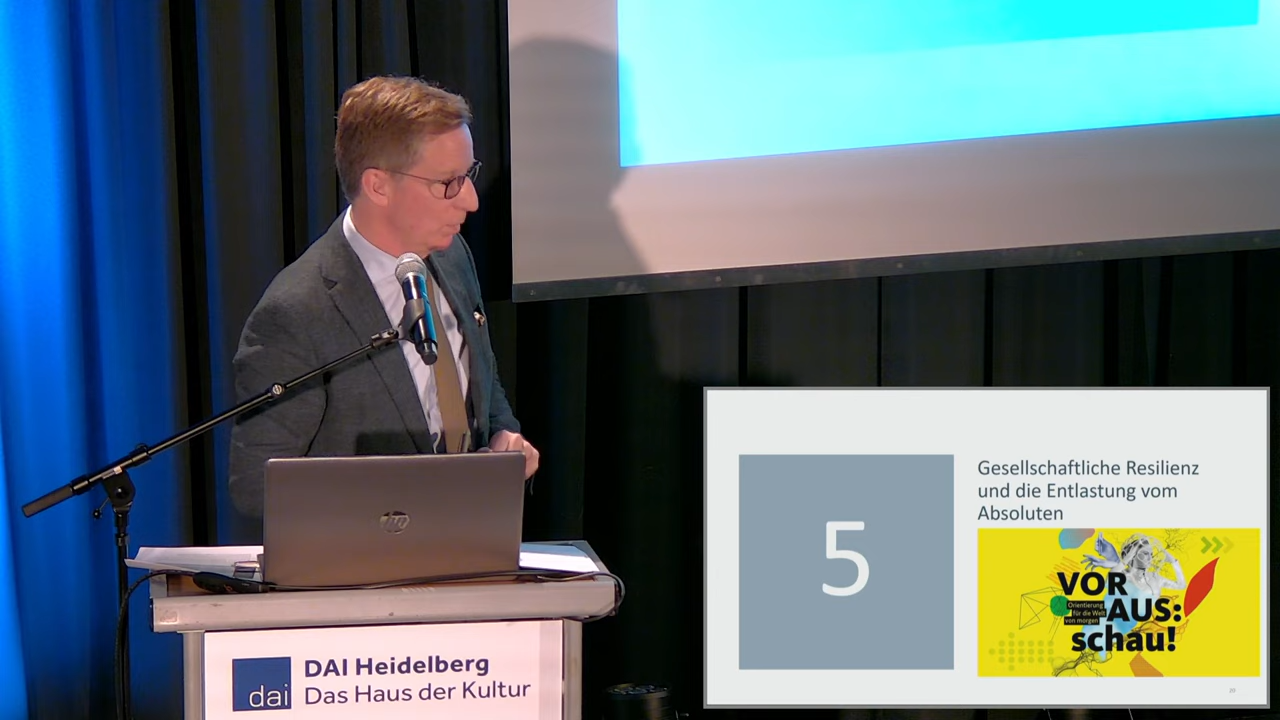 hp
dai
DAI Heidelberg
Das Haus der Kultur
5
Gesellschaftliche Resilienz
und die Entlastung vom
Absoluten
VOR
Orientierung
für die Welt
von morgen
AUS:
schau!